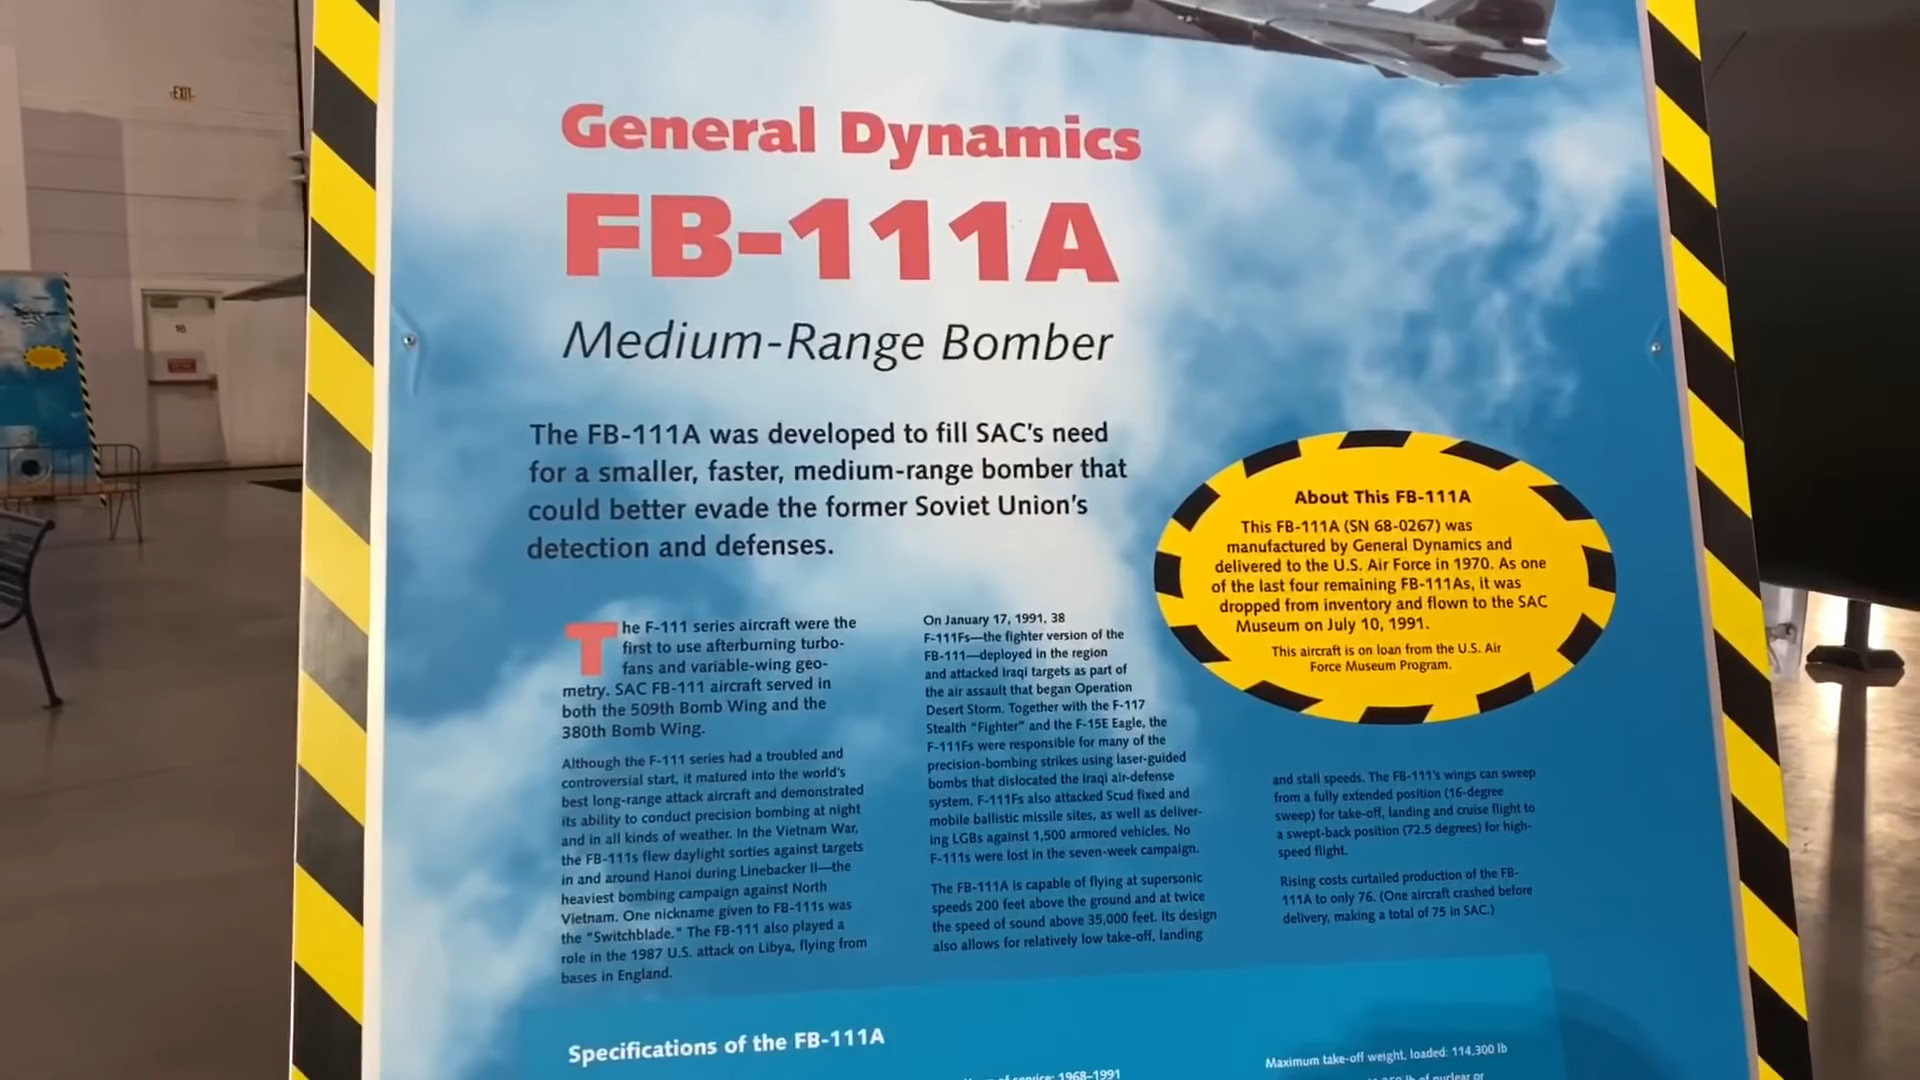 EXIT
16
General Dynamics
FB-111A
Medium-Range Bomber
The FB-111A was developed to fill SAC's need
for a smaller, faster, medium-range bomber that
could better evade the former Soviet Union's
detection and defenses.
The F-111 series aircraft were the
first to use afterburning turbo-
fans and variable-wing geo-
metry. SAC FB-111 aircraft served in
both the 509th Bomb Wing and the
380th Bomb Wing.
Although the F-111 series had a troubled and
controversial start, it matured into the world's
best long-range attack aircraft and demonstrated
its ability to conduct precision bombing at night
and in all kinds of weather. In the Vietnam War,
the FB-111s flew daylight sorties against targets
in and around Hanoi during Linebacker II—the
heaviest bombing campaign against North
Vietnam. One nickname given to FB-111s was
the "Switchblade." The FB-111 also played a
role in the 1987 U.S. attack on Libya, flying from
bases in England.
On January 17, 1991, 38
F-111Fs—the fighter version of the
FB-111—deployed in the region
and attacked Iraqi targets as part of
the air assault that began Operation
Desert Storm. Together with the F-117
Stealth "Fighter" and the F-15E Eagle, the
F-111Fs were responsible for many of the
precision-bombing strikes using laser-guided
bombs that dislocated the Iraqi air-defense
system. F-111Fs also attacked Scud fixed and
mobile ballistic missile sites, as well as deliver-
ing LGBs against 1,500 armored vehicles. No
F-111s were lost in the seven-week campaign.
The FB-111A is capable of flying at supersonic
speeds 200 feet above the ground and at twice
the speed of sound above 35,000 feet. Its design
also allows for relatively low take-off, landing
and stall speeds. The FB-111's wings can sweep
from a fully extended position (16-degree
sweep) for take-off, landing and cruise flight to
a swept-back position (72.5 degrees) for high-
speed flight.
Rising costs curtailed production of the FB-
111A to only 76. (One aircraft crashed before
delivery, making a total of 75 in SAC.)
About This FB-111A
This FB-111A (SN 68-0267) was
manufactured by General Dynamics and
delivered to the U.S. Air Force in 1970. As one
of the last four remaining FB-111As, it was
dropped from inventory and flown to the SAC
Museum on July 10, 1991.
This aircraft is on loan from the U.S. Air
Force Museum Program.
Specifications of the FB-111A
of service: 1968–1991
Maximum take-off weight, loaded: 114,300 lb
lb of nuclear or